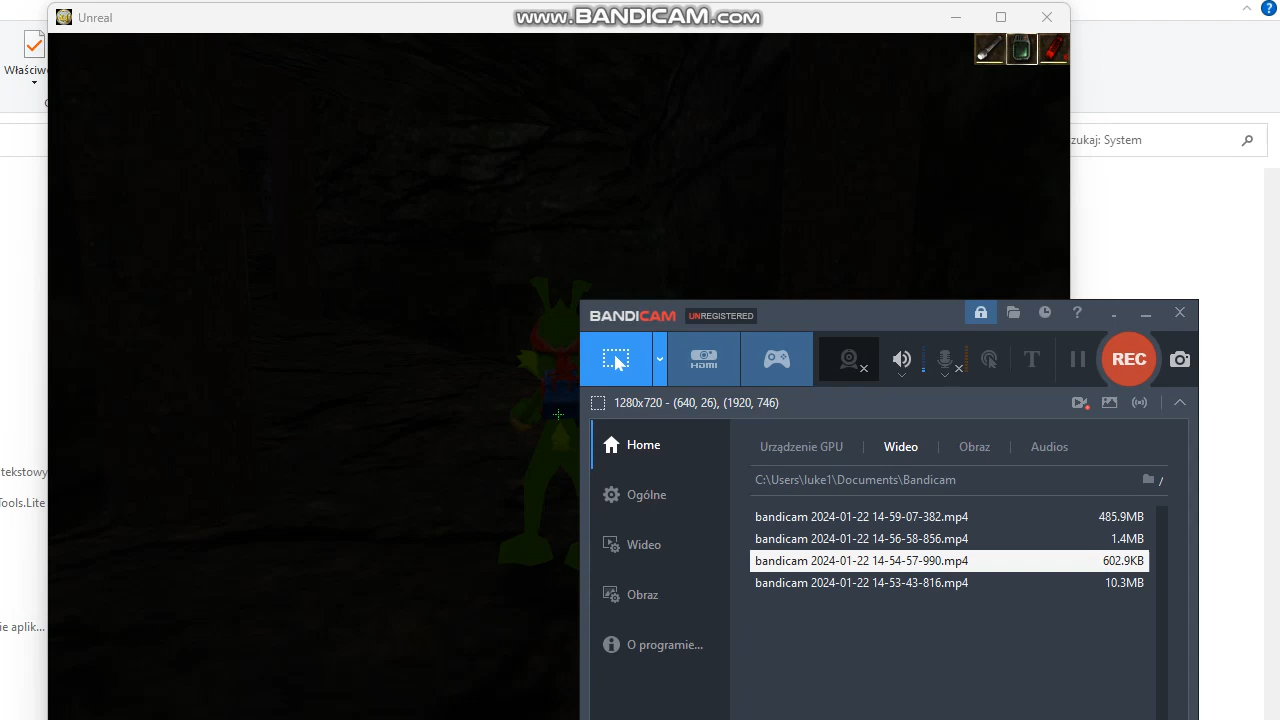 Unreal
www.BANDICAM.com
?
Właściwo
zukaj: System
BANDICAM
UNREGISTERED
?
HDMI
T
REC
1280x720 - (640, 26), (1920, 746)
Home
Ogólne
Wideo
Obraz
O programie...
Urządzenie GPU
Wideo
Obraz
Audios
C:\Users\luke1\Documents\Bandicam
/
bandicam 2024-01-22 14-59-07-382.mp4 485.9MB
bandicam 2024-01-22 14-56-58-856.mp4 1.4MB
bandicam 2024-01-22 14-54-57-990.mp4 602.9KB
bandicam 2024-01-22 14-53-43-816.mp4 10.3MB
tekstowy
ools.Lite
ie aplik...